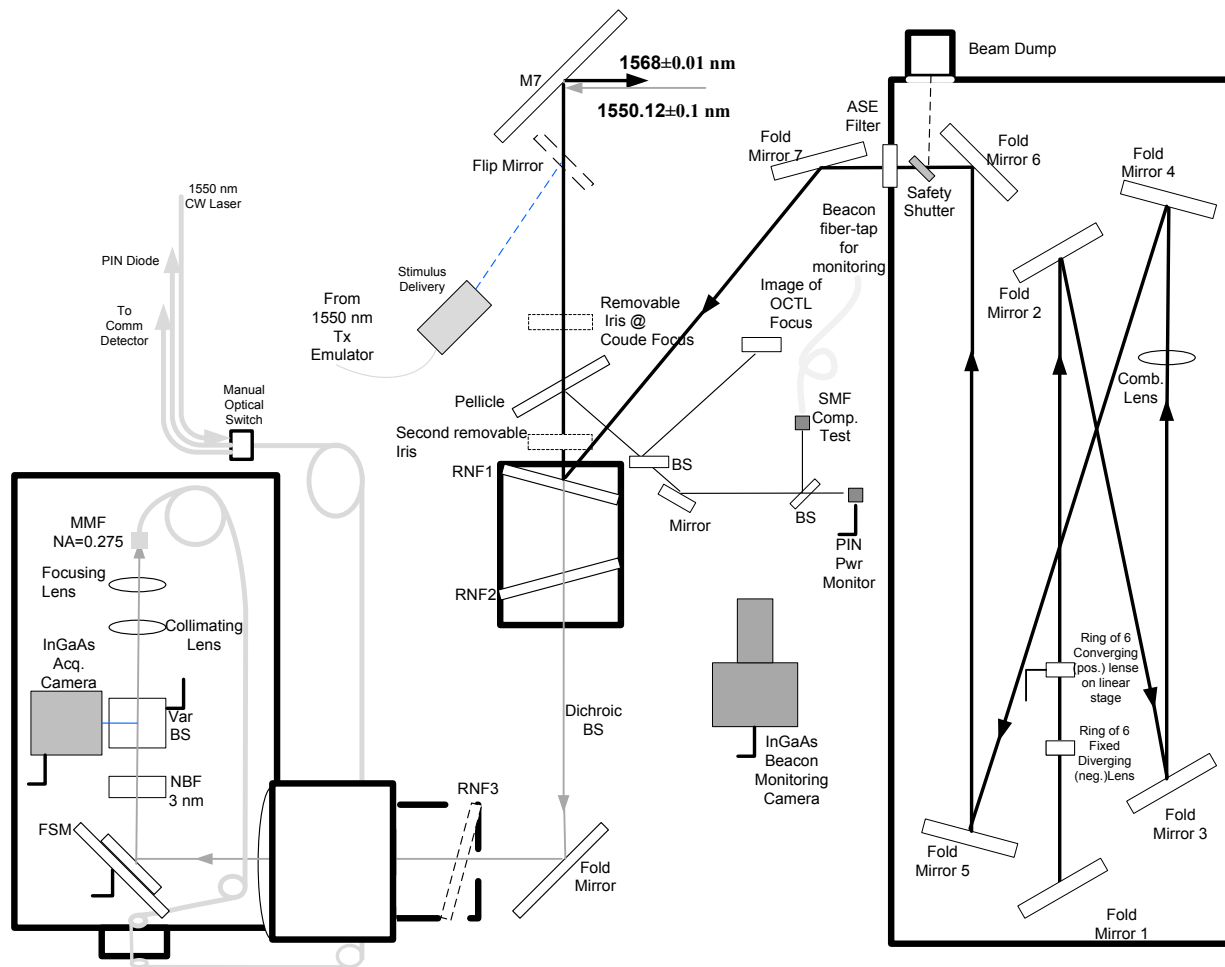 Beam Dump
1568±0.01 nm
M7
1550.12±0.1 nm
ASE
Filter
Fold
Mirror 7
Fold
Mirror 6
Fold
Mirror 4
Flip Mirror
Safety
Shutter
1550 nm
CW Laser
Beacon
fiber-tap
for
monitoring
PIN Diode
Stimulus
Delivery
Fold
Mirror 2
To
Comm
Detector
From
1550 nm
Tx
Emulator
Removable
Iris @
Coude Focus
Image of
OCTL
Focus
Comb.
Lens
Pellicle
Manual
Optical
Switch
SMF
Comp.
Test
Second removable
Iris
BS
RNF1
Mirror
BS
MMF
NA=0.275
PIN
Pwr
Monitor
Focusing
Lens
RNF2
Collimating
Lens
InGaAs
Acq.
Camera
Ring of 6
Converging
(pos.) lense
on linear
stage
Var
BS
Dichroic
BS
Ring of 6
Fixed
Diverging
(neg.)Lens
InGaAs
Beacon
Monitoring
Camera
NBF
3 nm
RNF3
FSM
Fold
Mirror 3
Fold
Mirror 5
Fold
Mirror
Fold
Mirror 1